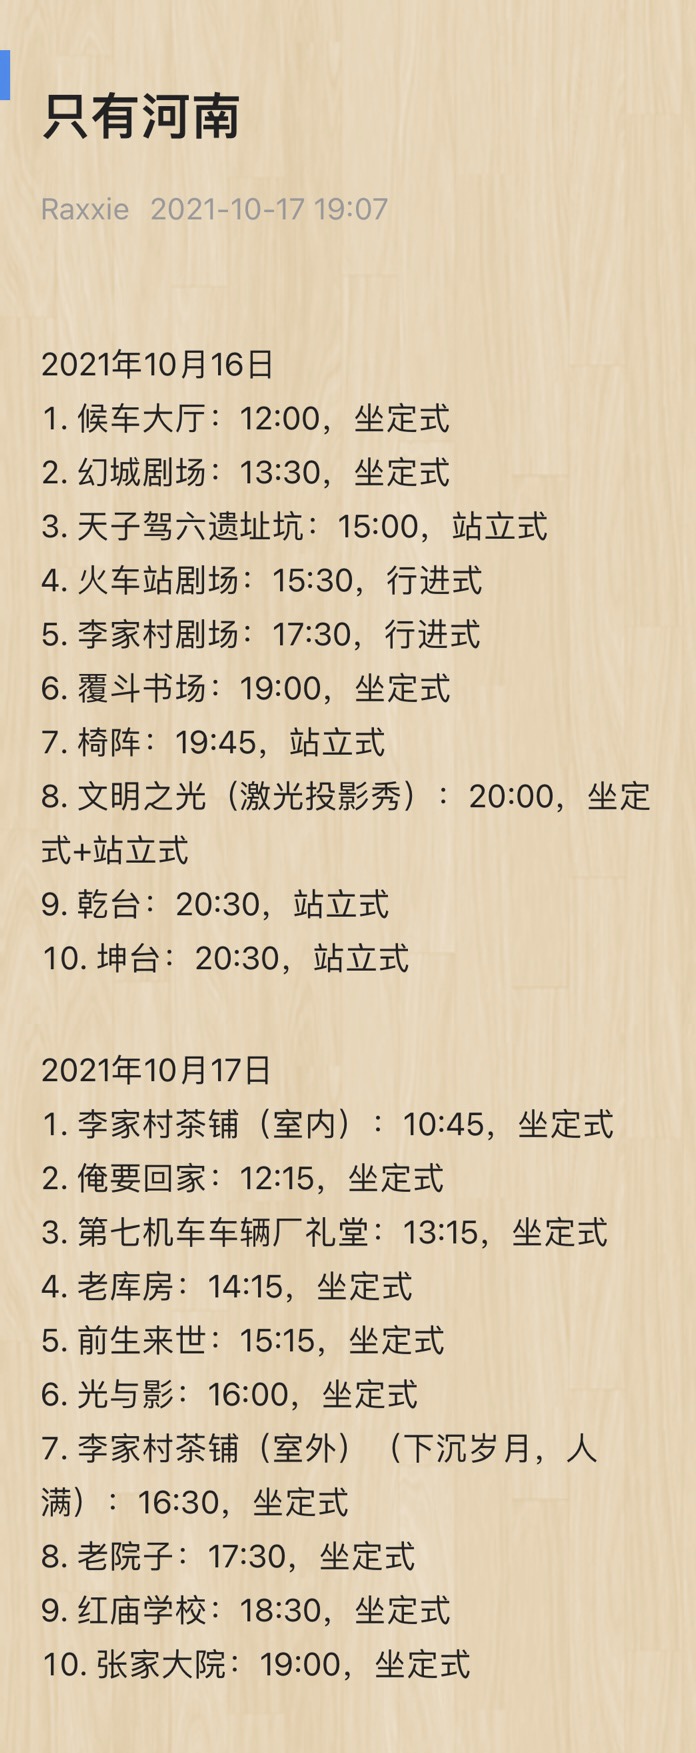 只有河南
Raxxie 2021-10-17 19:07
2021年10月16日
1. 候车大厅：12:00，坐定式
2. 幻城剧场：13:30，坐定式
3. 天子驾六遗址坑：15:00，站立式
4. 火车站剧场：15:30，行进式
5. 李家村剧场：17:30，行进式
6. 覆斗书场：19:00，坐定式
7. 椅阵：19:45，站立式
8. 文明之光（激光投影秀）：20:00，坐定
式+站立式
9. 乾台：20:30，站立式
10. 坤台：20:30，站立式
2021年10月17日
1. 李家村茶铺（室内）：10:45，坐定式
2. 俺要回家：12:15，坐定式
3. 第七机车车辆厂礼堂：13:15，坐定式
4. 老库房：14:15，坐定式
5. 前生来世：15:15，坐定式
6. 光与影：16:00，坐定式
7. 李家村茶铺（室外）（下沉岁月，人
满）：16:30，坐定式
8. 老院子：17:30，坐定式
9. 红庙学校：18:30，坐定式
10. 张家大院：19:00，坐定式